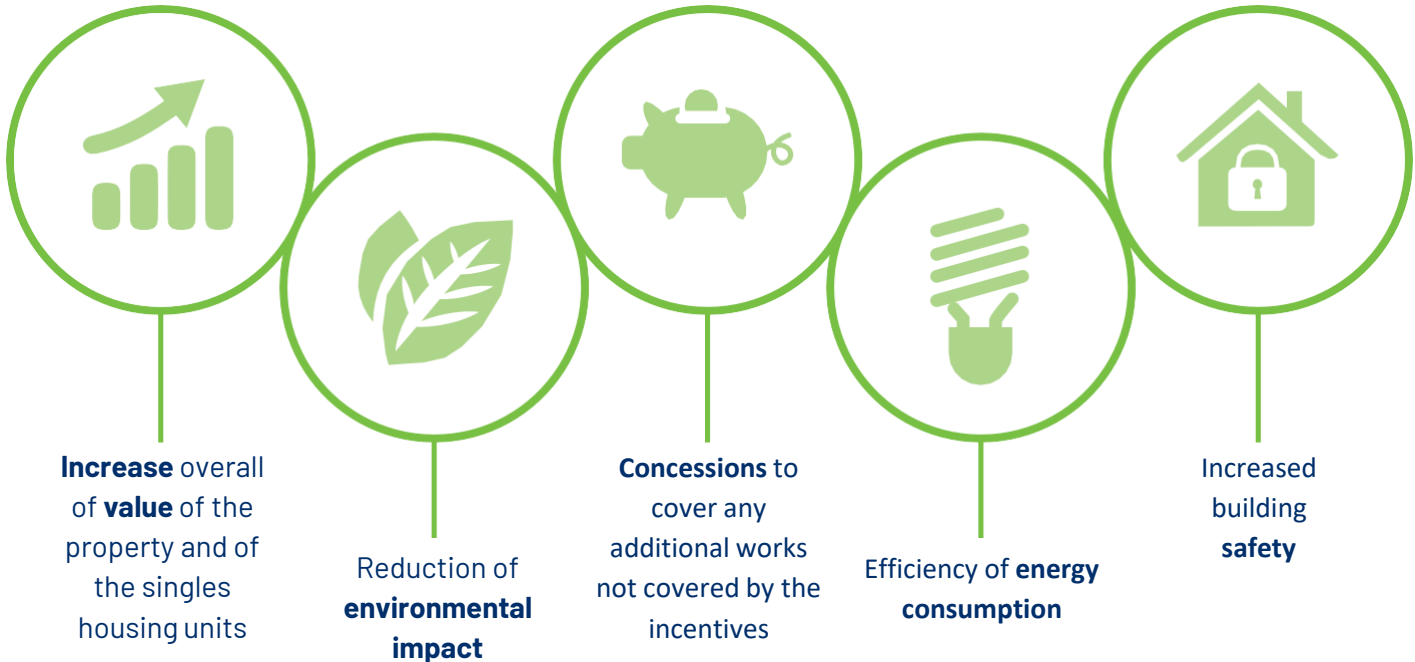 Increase overall
of value of the
property and of
the singles
housing units
Reduction of
environmental
impact
Concessions to
cover any
additional works
not covered by the
incentives
Efficiency of energy
consumption
Increased
building
safety